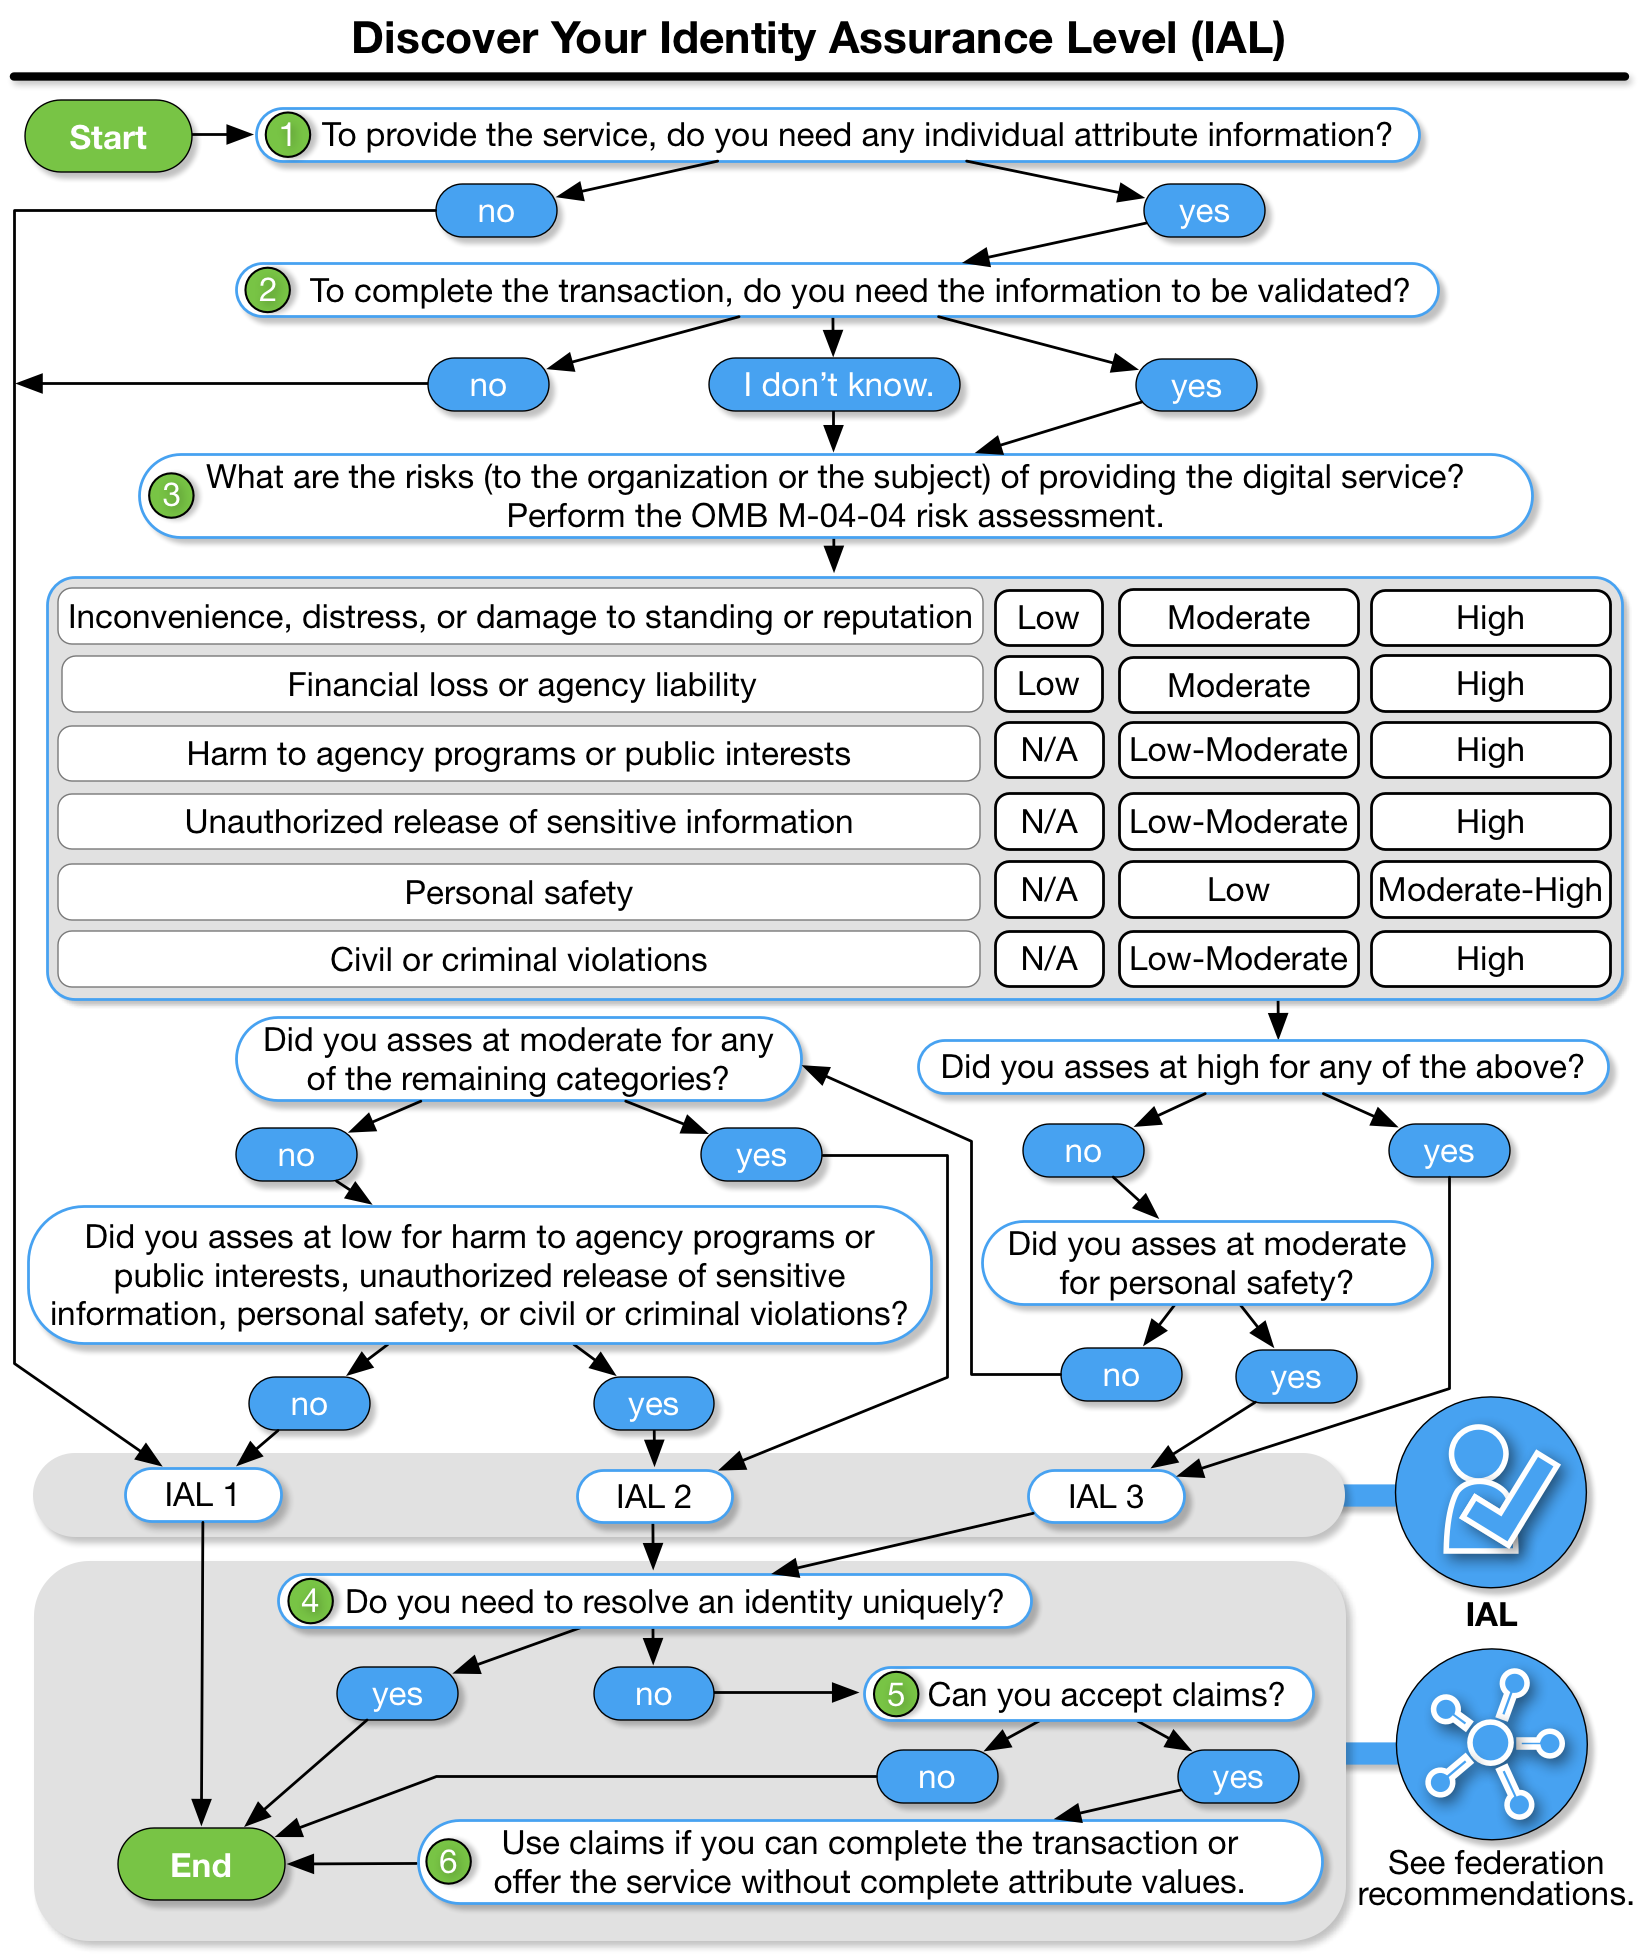 Discover Your Identity Assurance Level (IAL)
Start
1 To provide the service, do you need any individual attribute information?
no
yes
2 To complete the transaction, do you need the information to be validated?
no
I don't know.
yes
3 What are the risks (to the organization or the subject) of providing the digital service?
Perform the OMB M-04-04 risk assessment.
Inconvenience, distress, or damage to standing or reputation Low Moderate High
Financial loss or agency liability Low Moderate High
Harm to agency programs or public interests N/A Low-Moderate High
Unauthorized release of sensitive information N/A Low-Moderate High
Personal safety N/A Low Moderate-High
Civil or criminal violations N/A Low-Moderate High
Did you asses at high for any of the above?
no
yes
Did you asses at moderate
for personal safety?
no
yes
Did you asses at moderate for any
of the remaining categories?
no
yes
Did you asses at low for harm to agency programs or
public interests, unauthorized release of sensitive
information, personal safety, or civil or criminal violations?
no
yes
IAL 1
IAL 2
IAL 3
IAL
4 Do you need to resolve an identity uniquely?
yes
no
5 Can you accept claims?
no
yes
6 Use claims if you can complete the transaction or
offer the service without complete attribute values.
End
See federation
recommendations.